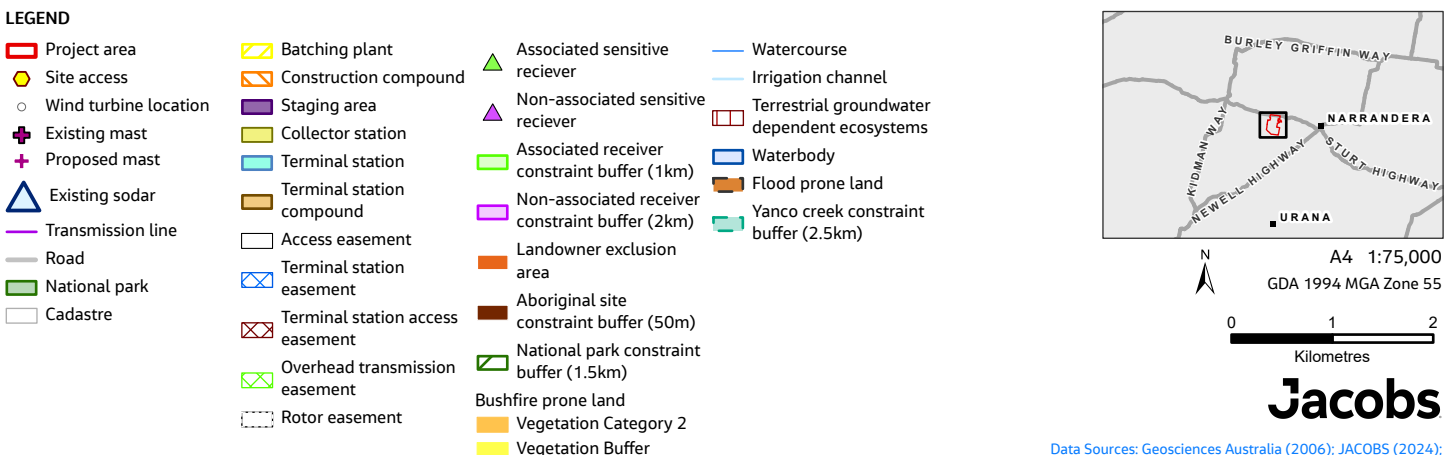 LEGEND
Project area
Site access
Wind turbine location
Existing mast
Proposed mast
Existing sodar
Transmission line
Road
National park
Cadastre
Batching plant
Construction compound
Staging area
Collector station
Terminal station
Terminal station
compound
Access easement
Terminal station
easement
Terminal station access
easement
Overhead transmission
easement
Rotor easement
Associated sensitive
reciever
Non-associated sensitive
reciever
Associated receiver
constraint buffer (1km)
Non-associated receiver
constraint buffer (2km)
Landowner exclusion
area
Aboriginal site
constraint buffer (50m)
National park constraint
buffer (1.5km)
Bushfire prone land
Vegetation Category 2
Vegetation Buffer
Watercourse
Irrigation channel
Terrestrial groundwater
dependent ecosystems
Waterbody
Flood prone land
Yanco creek constraint
buffer (2.5km)
BURLEY GRIFFIN WAY
NARRANDERA
KIDMAN WAY
STURT HIGHWAY
NEWELL HIGHWAY
URANA
N
A4 1:75,000
GDA 1994 MGA Zone 55
0 1 2
Kilometres
Jacobs
Data Sources: Geosciences Australia (2006); JACOBS (2024);